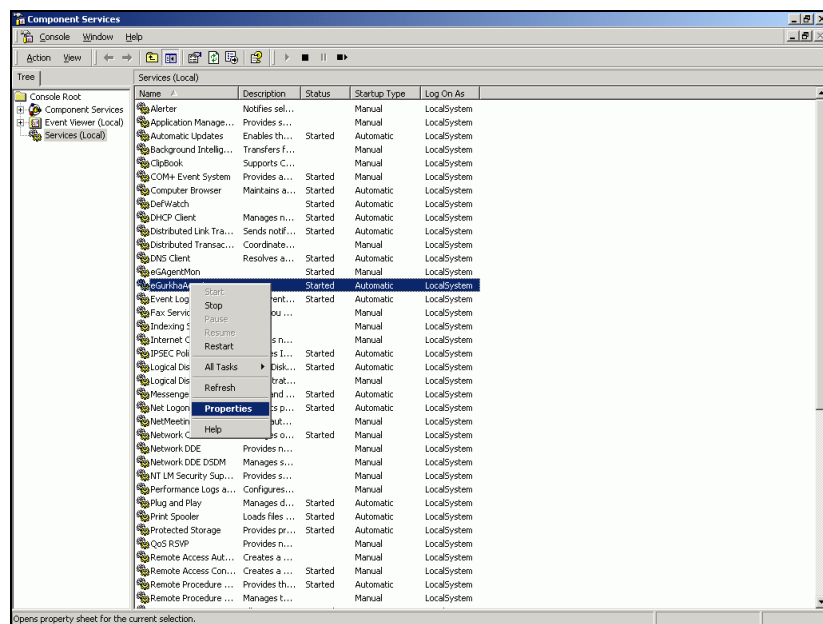 Component Services
Console Window Help
Action View
Tree
Services (Local)
Console Root
Component Services
Event Viewer (Local)
Services (Local)
Name Description Status Startup Type Log On As
Alerter Notifies sel... Manual LocalSystem
Application Manage... Provides s... Manual LocalSystem
Automatic Updates Enables th... Started Automatic LocalSystem
Background Intellig... Transfers f... Manual LocalSystem
ClipBook Supports C... Manual LocalSystem
COM+ Event System Provides a... Started Manual LocalSystem
Computer Browser Maintains a... Started Automatic LocalSystem
DefWatch Started Automatic LocalSystem
DHCP Client Manages n... Started Automatic LocalSystem
Distributed Link Tra... Sends notif... Started Automatic LocalSystem
Distributed Transac... Coordinate... Manual LocalSystem
DNS Client Resolves a... Started Automatic LocalSystem
eGAgentMon Started Manual LocalSystem
eGurkhaA Started Automatic LocalSystem
Event Log vent... Started Automatic LocalSystem
Fax Servic ou ... Manual LocalSystem
Indexing S Manual LocalSystem
Internet C s n... Manual LocalSystem
IPSEC Poli es I... Started Automatic LocalSystem
Logical Dis Disk... Started Automatic LocalSystem
Logical Dis trat... Manual LocalSystem
Messenge and ... Started Automatic LocalSystem
Net Logon ts p... Started Automatic LocalSystem
NetMeetin aut... Manual LocalSystem
Network C es o... Started Manual LocalSystem
Network DDE Provides n... Manual LocalSystem
Network DDE DSDM Manages s... Manual LocalSystem
NT LM Security Sup... Provides s... Manual LocalSystem
Performance Logs a... Configures... Manual LocalSystem
Plug and Play Manages d... Started Automatic LocalSystem
Print Spooler Loads files ... Started Automatic LocalSystem
Protected Storage Provides pr... Started Automatic LocalSystem
QoS RSVP Provides n... Manual LocalSystem
Remote Access Aut... Creates a ... Manual LocalSystem
Remote Access Con... Creates a ... Started Manual LocalSystem
Remote Procedure ... Provides th... Started Automatic LocalSystem
Remote Procedure ... Manages t... Manual LocalSystem
Start
Stop
Pause
Resume
Restart
All Tasks
Refresh
Properties
Help
Opens property sheet for the current selection.